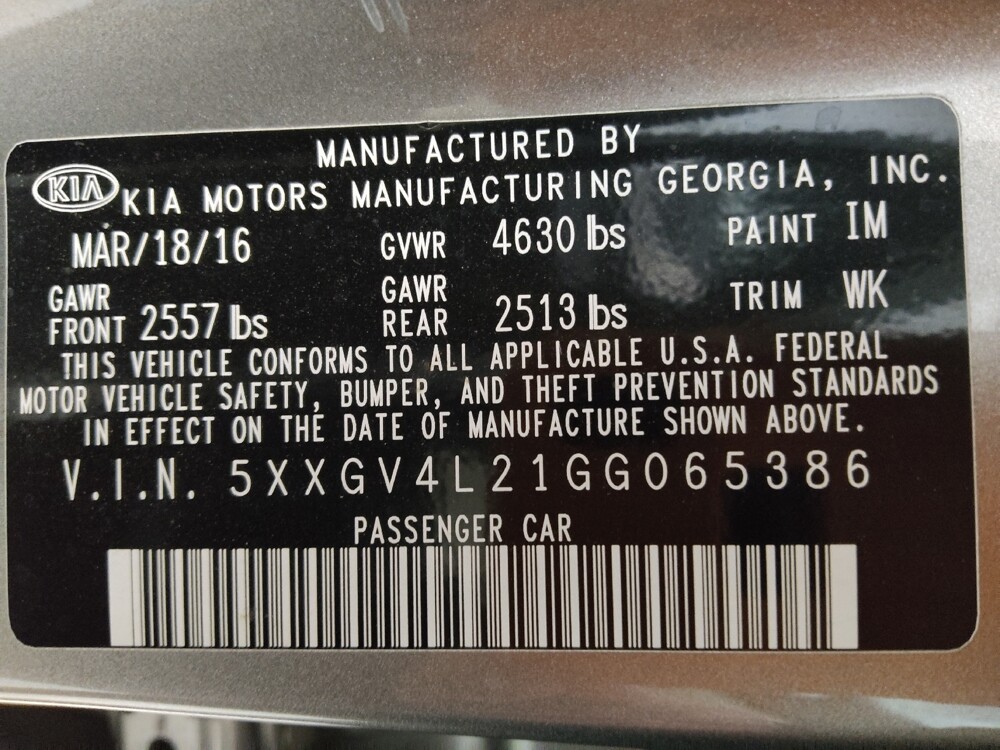 MANUFACTURED BY
KIA KIA MOTORS MANUFACTURING GEORGIA, INC.
MAR/18/16 GVWR 4630 lbs PAINT IM
GAWR FRONT 2557 lbs GAWR REAR 2513 lbs TRIM WK
THIS VEHICLE CONFORMS TO ALL APPLICABLE U.S.A. FEDERAL
MOTOR VEHICLE SAFETY, BUMPER, AND THEFT PREVENTION STANDARDS
IN EFFECT ON THE DATE OF MANUFACTURE SHOWN ABOVE.
V.I.N. 5XXGV4L21GG065386
PASSENGER CAR